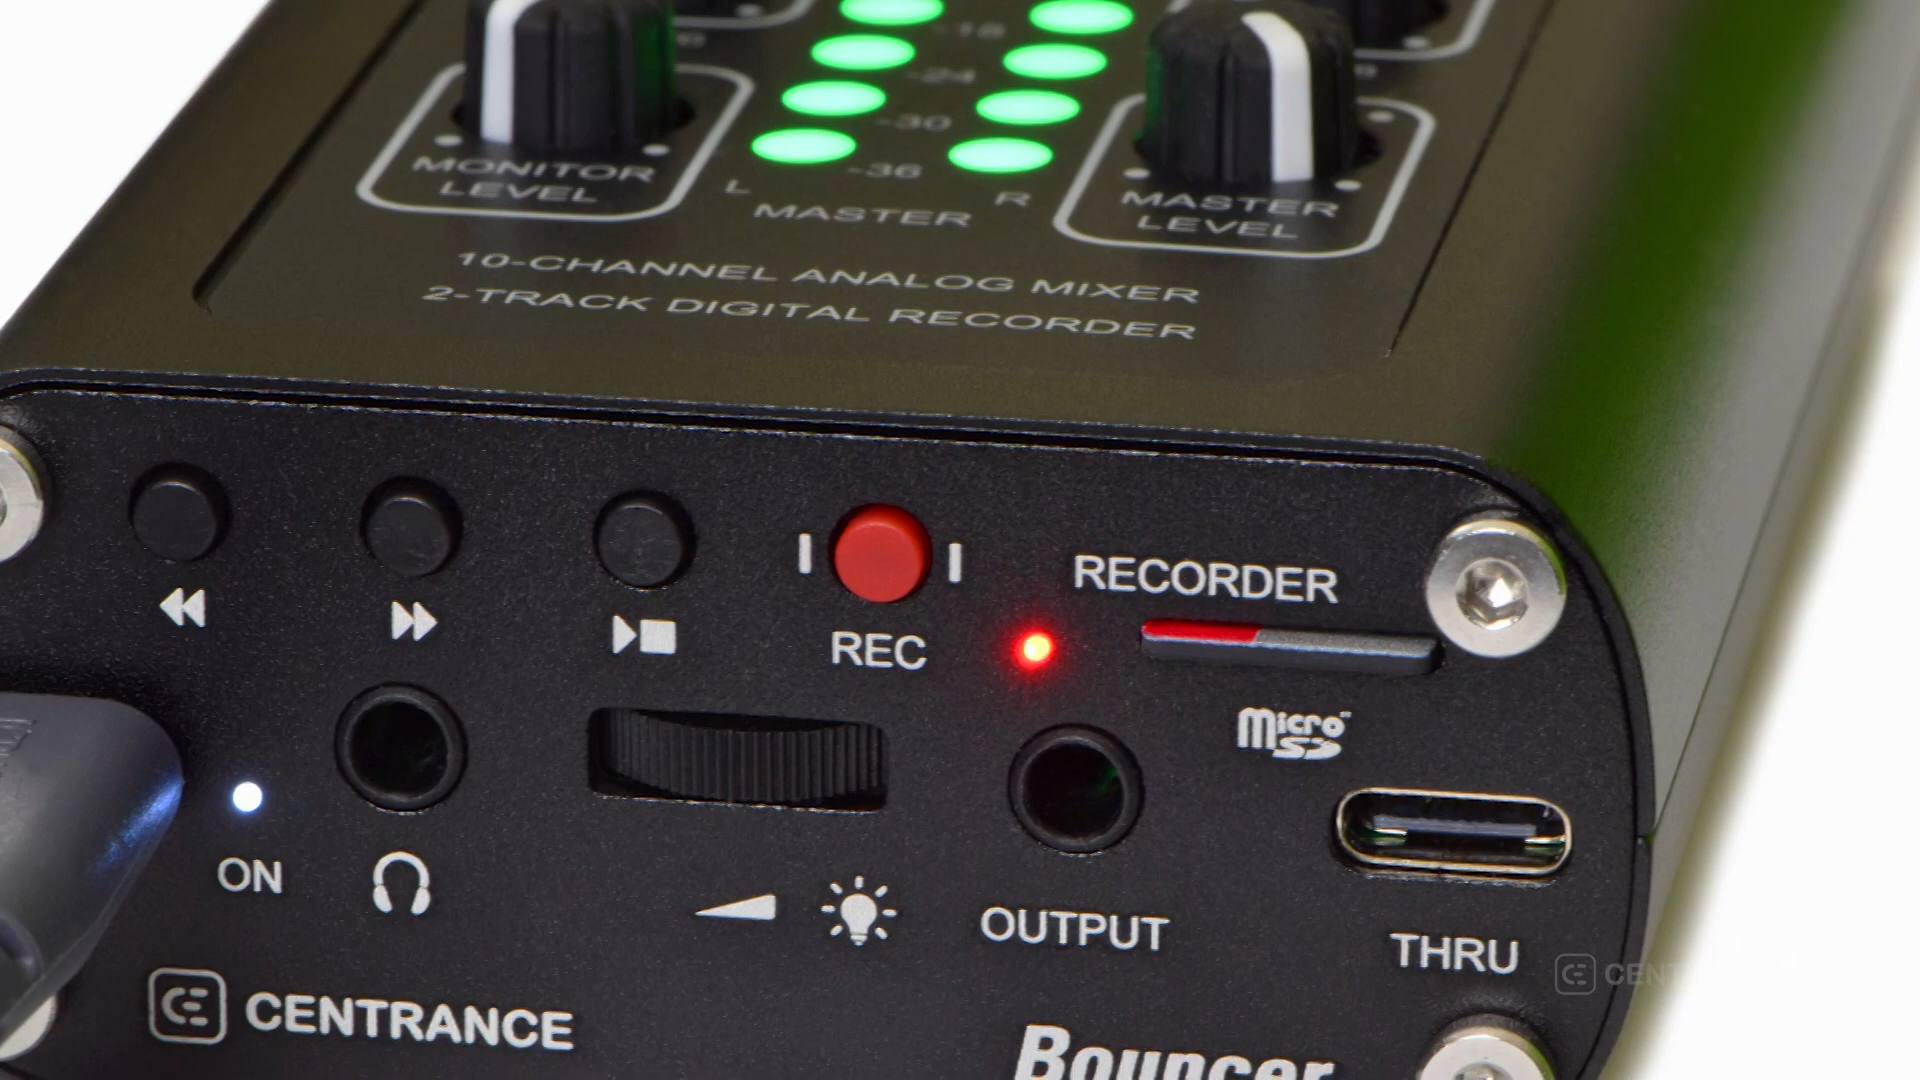 -18
-24
-30
-36
L
R
MONITOR
LEVEL
MASTER
MASTER
LEVEL
10-CHANNEL ANALOG MIXER
2-TRACK DIGITAL RECORDER
RECORDER
REC
Micro
SD
ON
OUTPUT
THRU
CENTRANCE
Bouncer